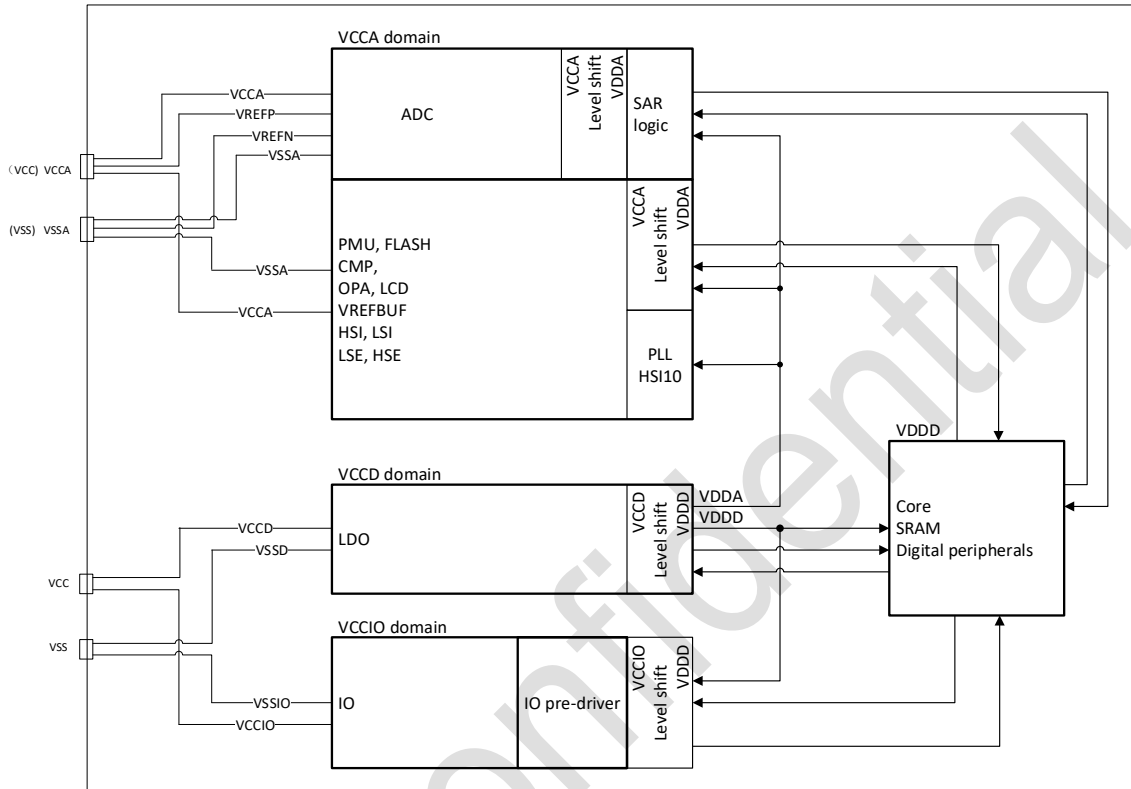 VCCA domain
VCCA
VREFP
VREFN
VSSA
ADC
VCCA
Level shift
VDDA
SAR
logic
(VCC) VCCA
(VSS) VSSA
VSSA
VCCA
PMU, FLASH
CMP,
OPA, LCD
VREFBUF
HSI, LSI
LSE, HSE
VCCA
Level shift
VDDA
PLL
HSI10
VCCD domain
VCCD
VSSD
LDO
VCCD
Level shift
VDDD
VDDA
VDDD
VDDD
Core
SRAM
Digital peripherals
VCC
VSS
VCCIO domain
VSSIO
VCCIO
IO
IO pre-driver
VCCIO
Level shift
VDDD
onfidential